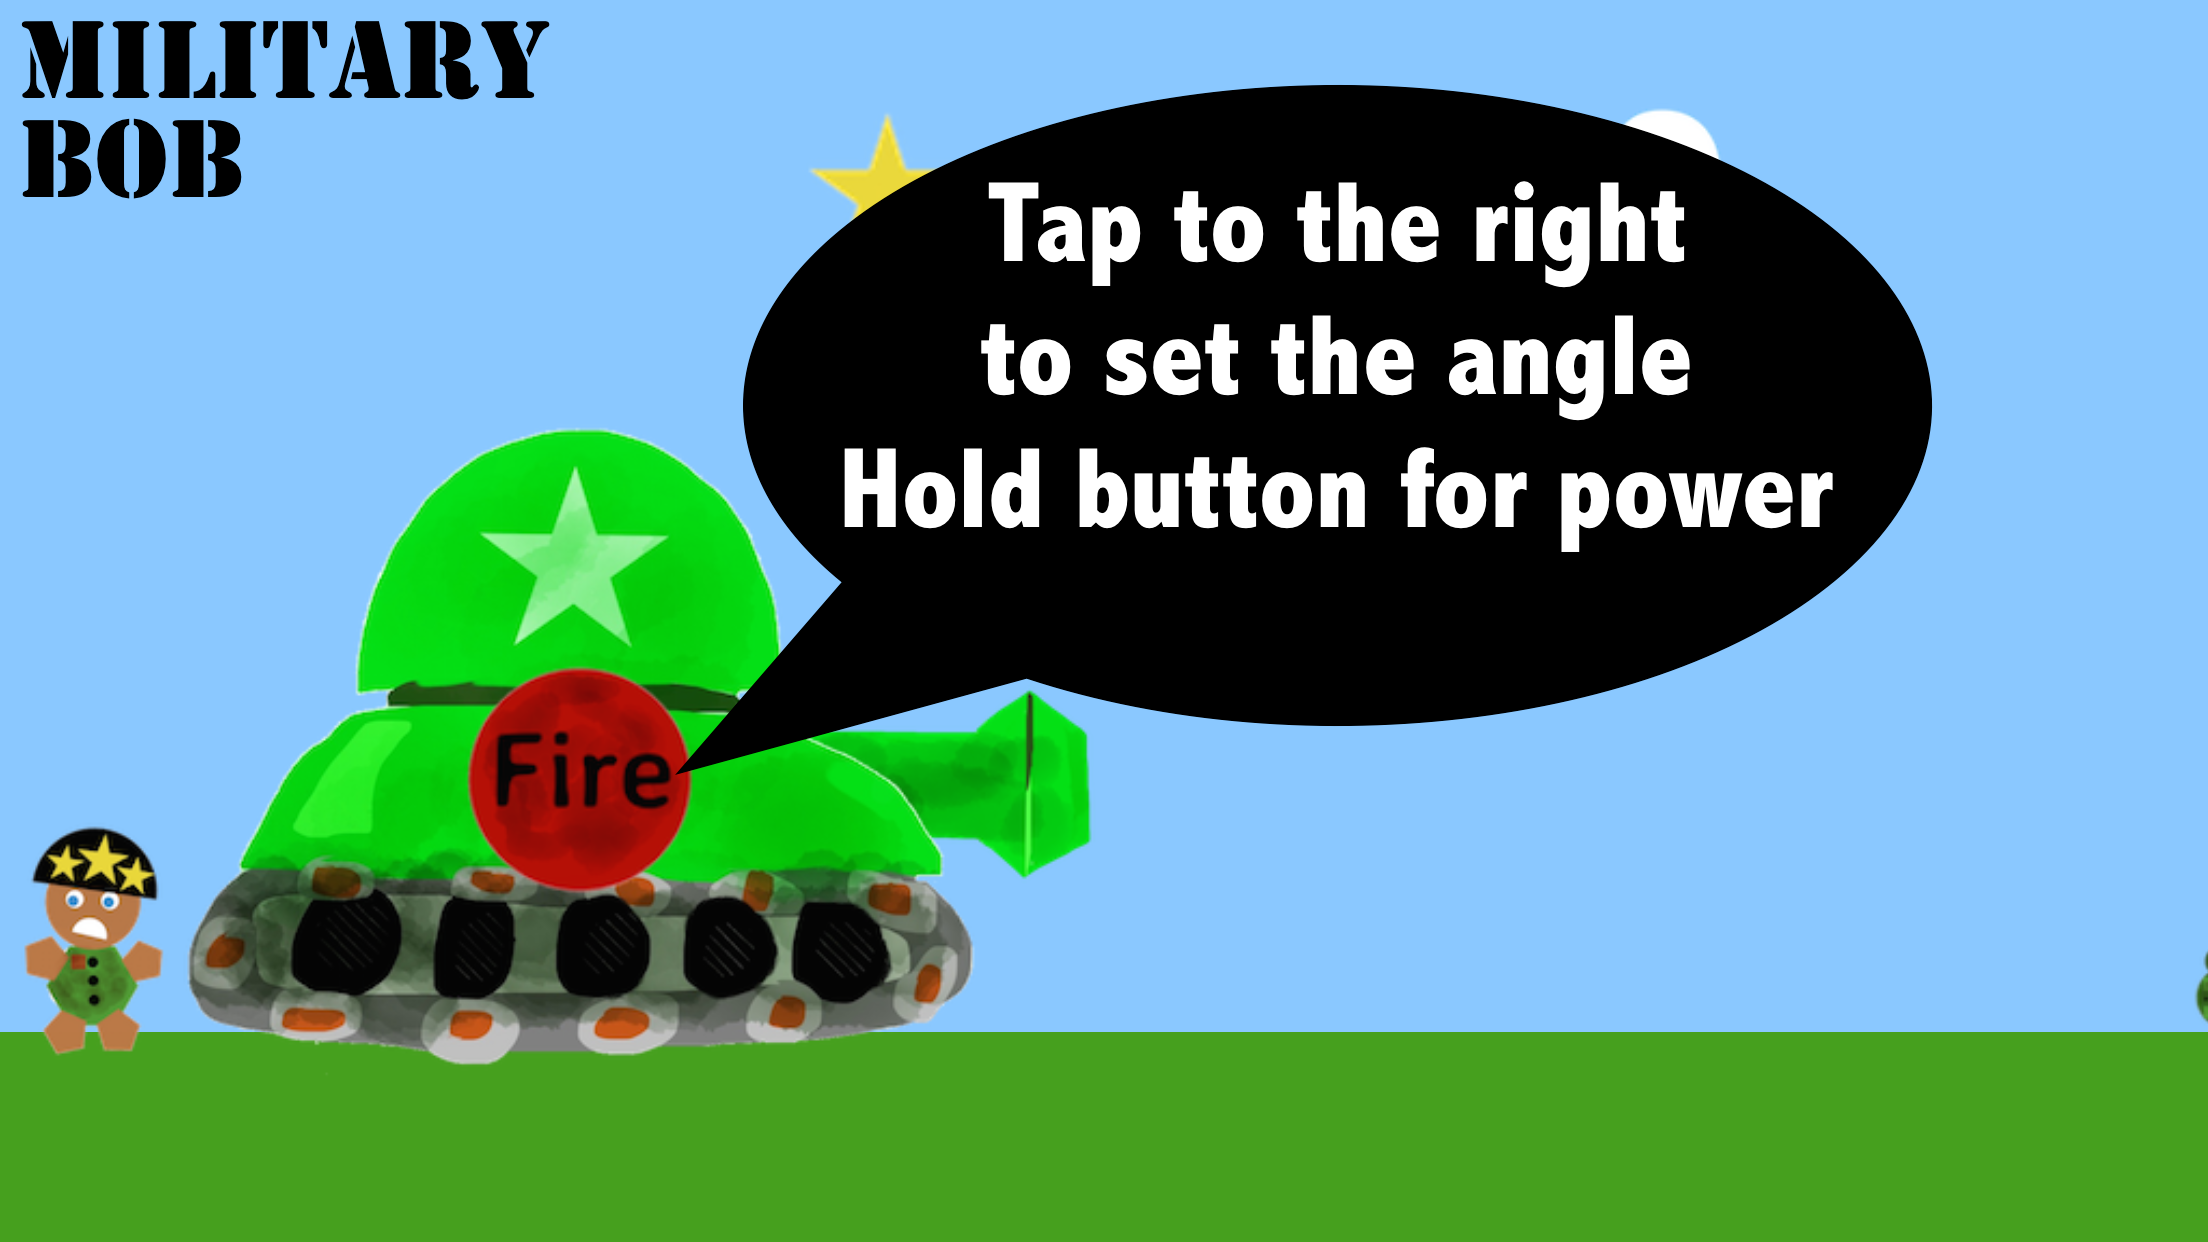 MILITARY
BOB
Tap to the right
to set the angle
Hold button for power
Fire